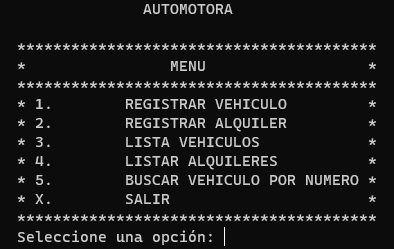 AUTOMOTORA
****************************************
*                MENU                  *
****************************************
* 1.        REGISTRAR VEHICULO         *
* 2.        REGISTRAR ALQUILER         *
* 3.        LISTA VEHICULOS            *
* 4.        LISTAR ALQUILERES          *
* 5.        BUSCAR VEHICULO POR NUMERO *
* X.        SALIR                      *
****************************************
Seleccione una opción: